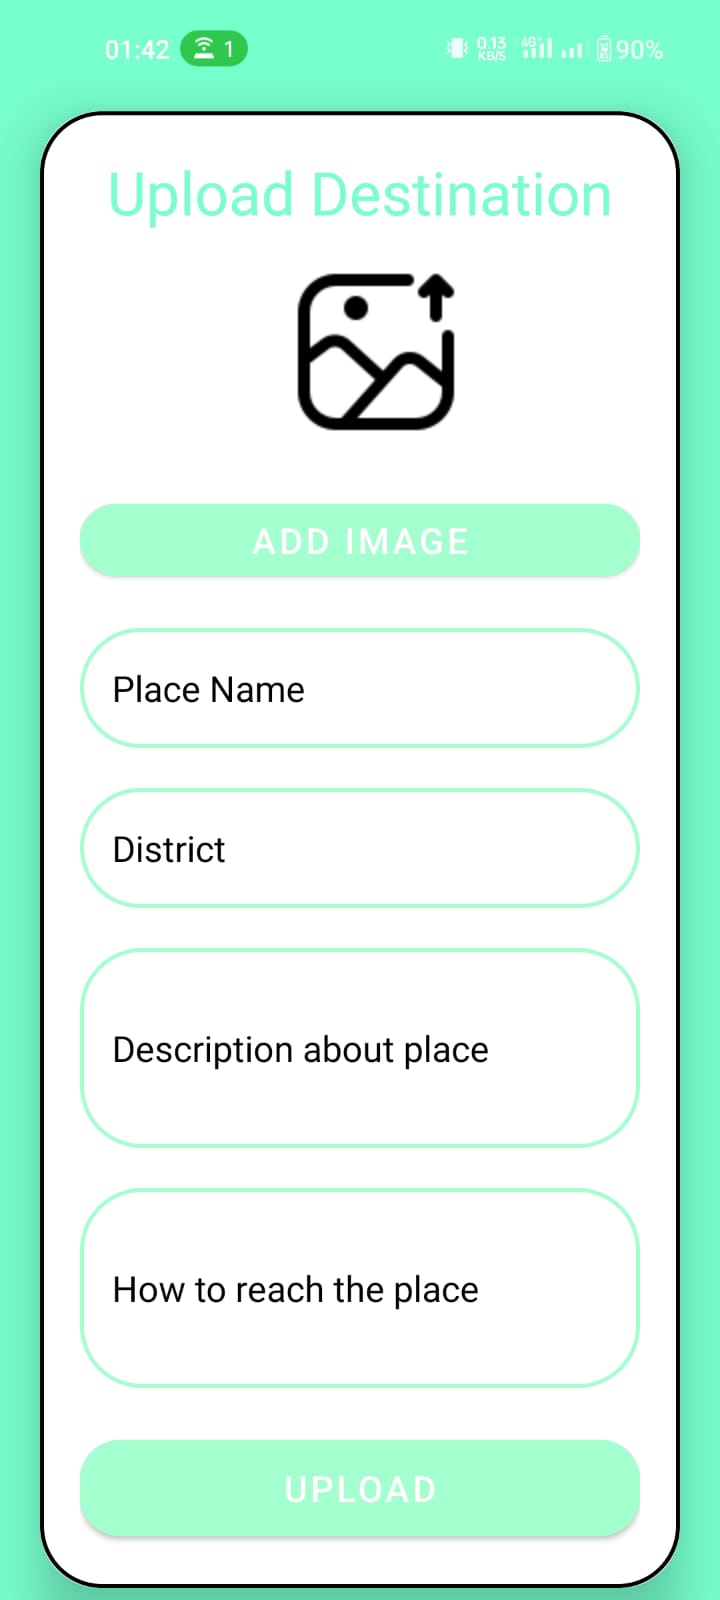 01:42 1 0.13 KB/S 4G+ 90%
Upload Destination
ADD IMAGE
Place Name
District
Description about place
How to reach the place
UPLOAD